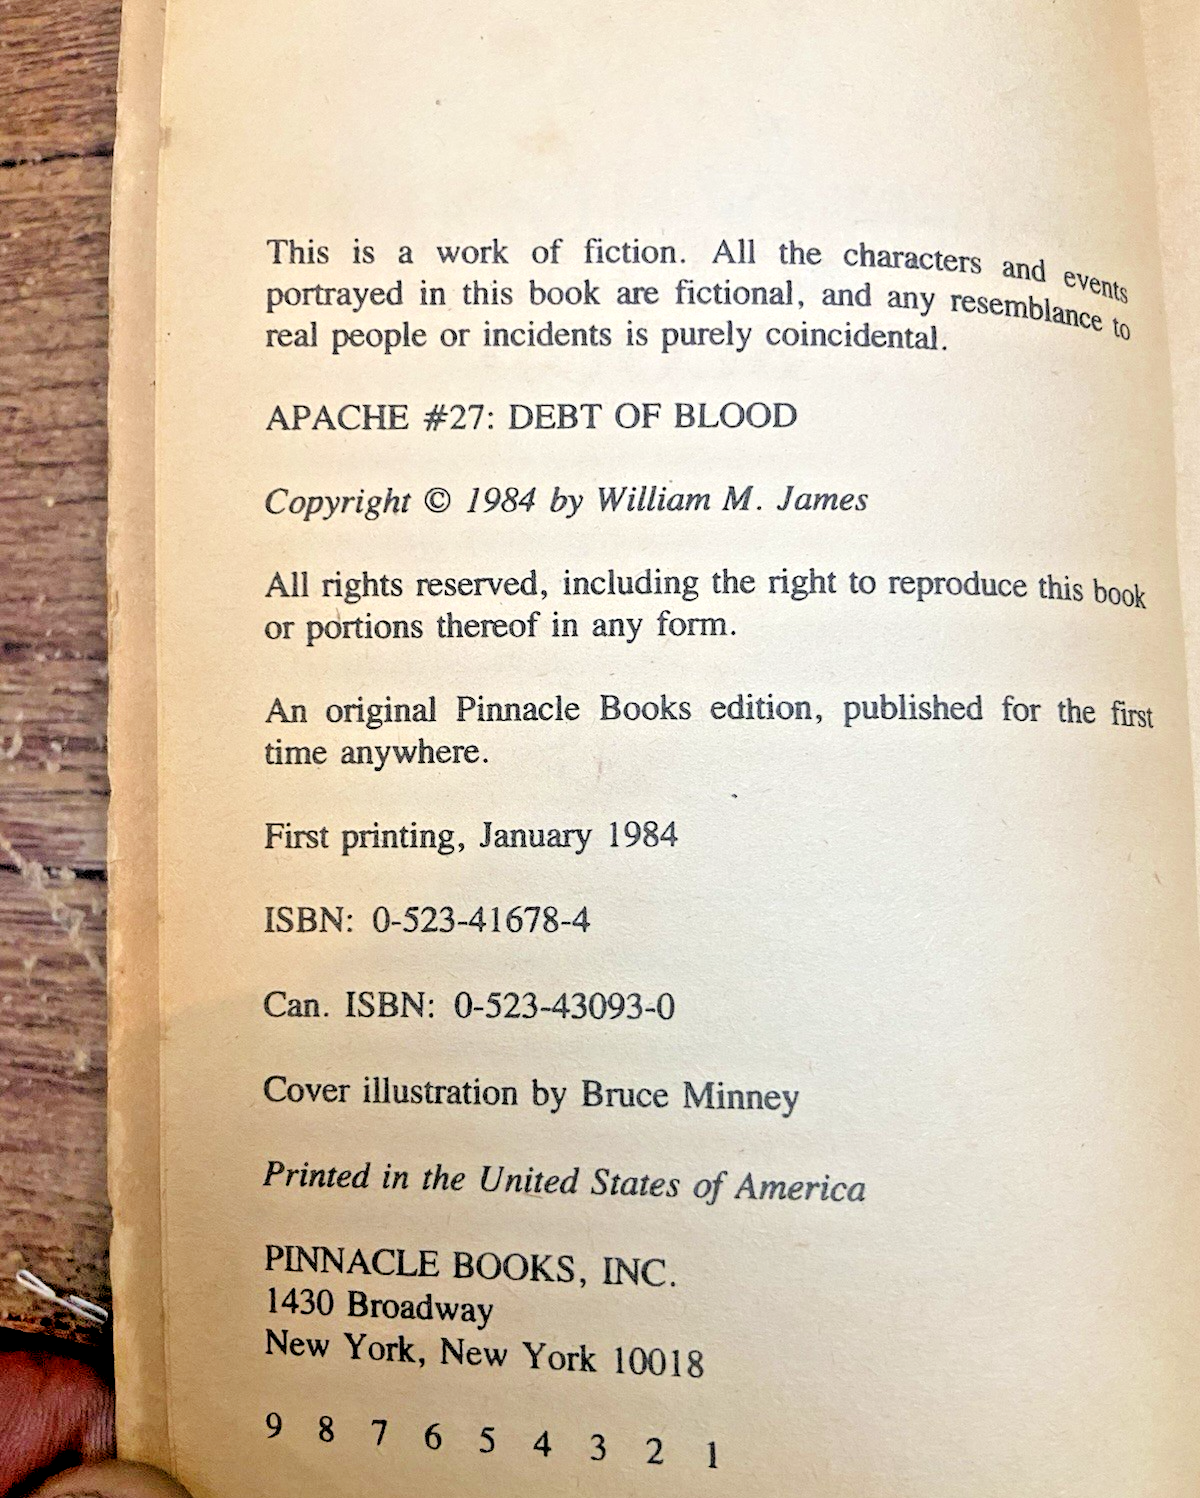 This is a work of fiction. All the characters and events
portrayed in this book are fictional, and any resemblance to
real people or incidents is purely coincidental.
APACHE #27: DEBT OF BLOOD
Copyright © 1984 by William M. James
All rights reserved, including the right to reproduce this book
or portions thereof in any form.
An original Pinnacle Books edition, published for the first
time anywhere.
First printing, January 1984
ISBN: 0-523-41678-4
Can. ISBN: 0-523-43093-0
Cover illustration by Bruce Minney
Printed in the United States of America
PINNACLE BOOKS, INC.
1430 Broadway
New York, New York 10018
9 8 7 6 5 4 3 2 1